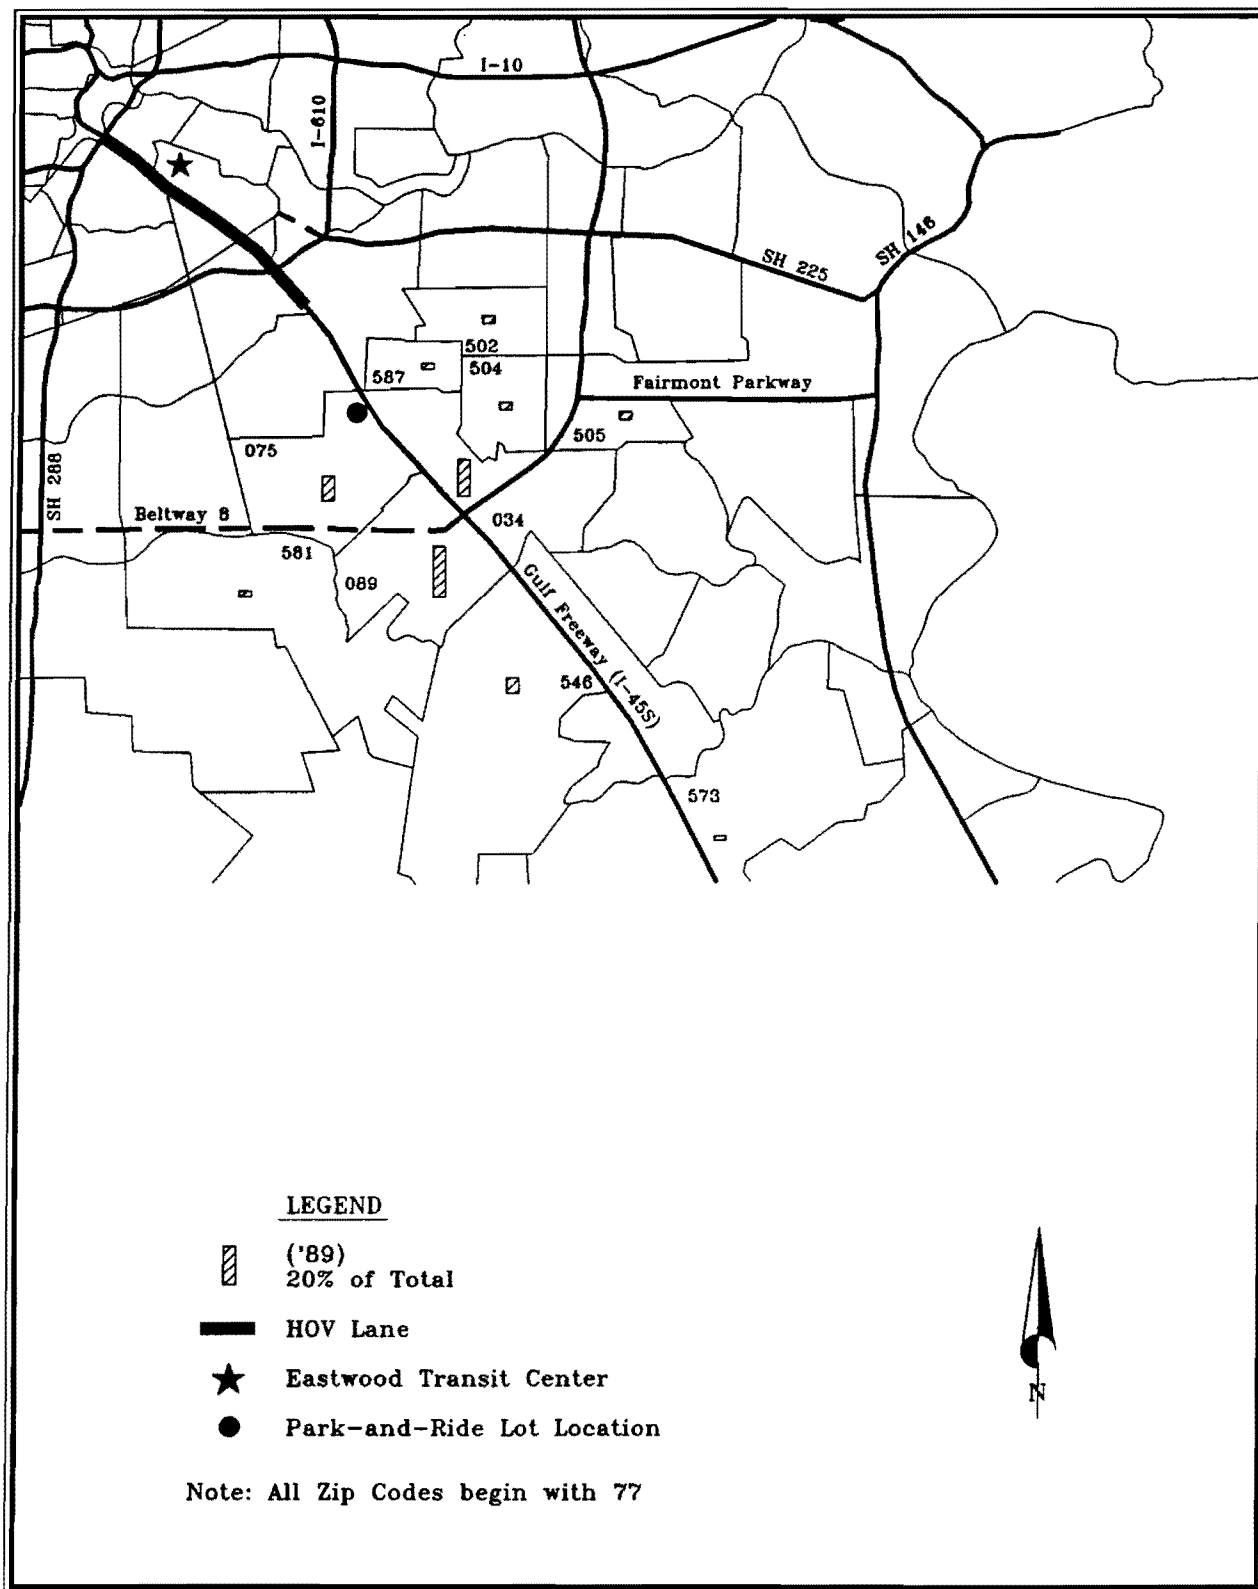 I-10
I-610
SH 146
SH 225
502
587
504
Fairmont Parkway
505
075
SH 288
Beltway 8
034
581
089
Gulf Freeway (I-45S)
546
573
LEGEND
('89)
20% of Total
HOV Lane
Eastwood Transit Center
Park-and-Ride Lot Location
N
Note: All Zip Codes begin with 77